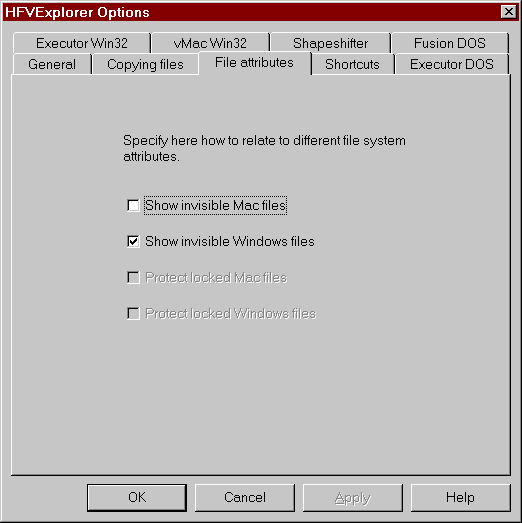 HFVExplorer Options
Executor Win32 vMac Win32 Shapeshifter Fusion DOS
General Copying files File attributes Shortcuts Executor DOS
Specify here how to relate to different file system
attributes.
Show invisible Mac files
Show invisible Windows files
Protect locked Mac files
Protect locked Windows files
OK Cancel Apply Help